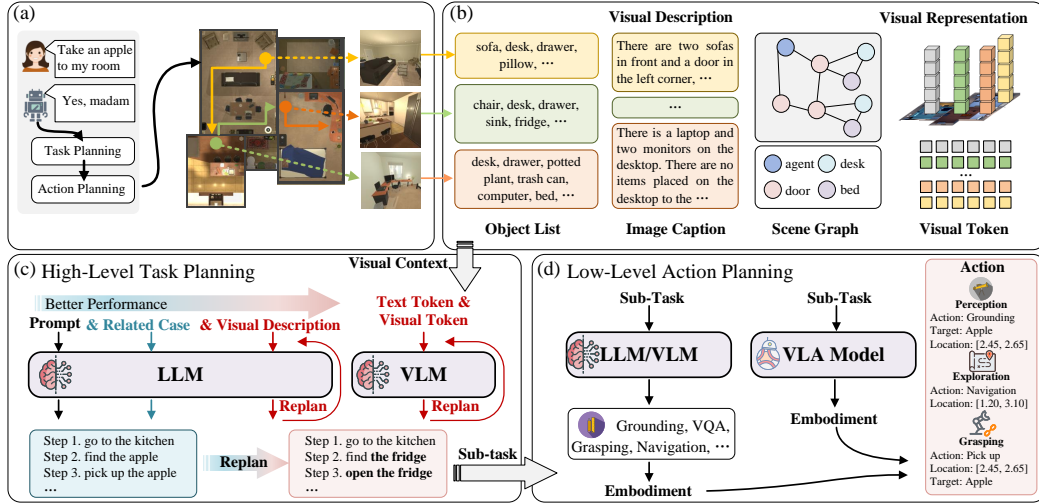 (a)
Take an apple
to my room
Yes, madam
Task Planning
Action Planning
(b)
Visual Description
Visual Representation
sofa, desk, drawer,
pillow, ⋯
chair, desk, drawer,
sink, fridge, ⋯
desk, drawer, potted
plant, trash can,
computer, bed, ⋯
Object List
There are two sofas
in front and a door in
the left corner, ⋯
⋯
There is a laptop and
two monitors on the
desktop. There are no
items placed on the
desktop to the ⋯
Image Caption
agent
desk
door
bed
Scene Graph
⋯
Visual Token
(c) High-Level Task Planning
Visual Context
Better Performance
Prompt & Related Case & Visual Description
Text Token &
Visual Token
LLM
VLM
Replan
Replan
Step 1. go to the kitchen
Step 2. find the apple
Step 3. pick up the apple
⋯
Replan
Step 1. go to the kitchen
Step 2. find the fridge
Step 3. open the fridge
⋯
Sub-task
(d) Low-Level Action Planning
Sub-Task
Sub-Task
LLM/VLM
VLA Model
Grounding, VQA,
Grasping, Navigation, ⋯
Embodiment
Embodiment
Action
Perception
Action: Grounding
Target: Apple
Location: [2.45, 2.65]
Exploration
Action: Navigation
Location: [1.20, 3.10]
Grasping
Action: Pick up
Location: [2.45, 2.65]
Target: Apple